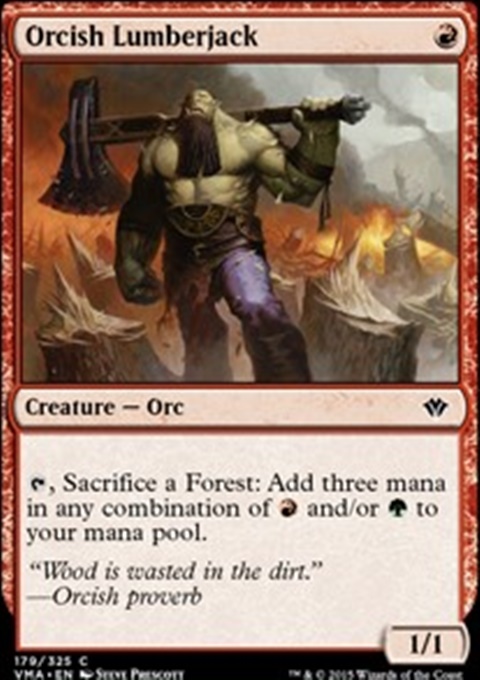 Orcish Lumberjack
Creature — Orc
, Sacrifice a Forest: Add three mana
in any combination of and/or to
your mana pool.
“Wood is wasted in the dirt.”
—Orcish proverb
1/1
179/325 C
VMA • EN Steve Prescott
™ & © 2015 Wizards of the Coast